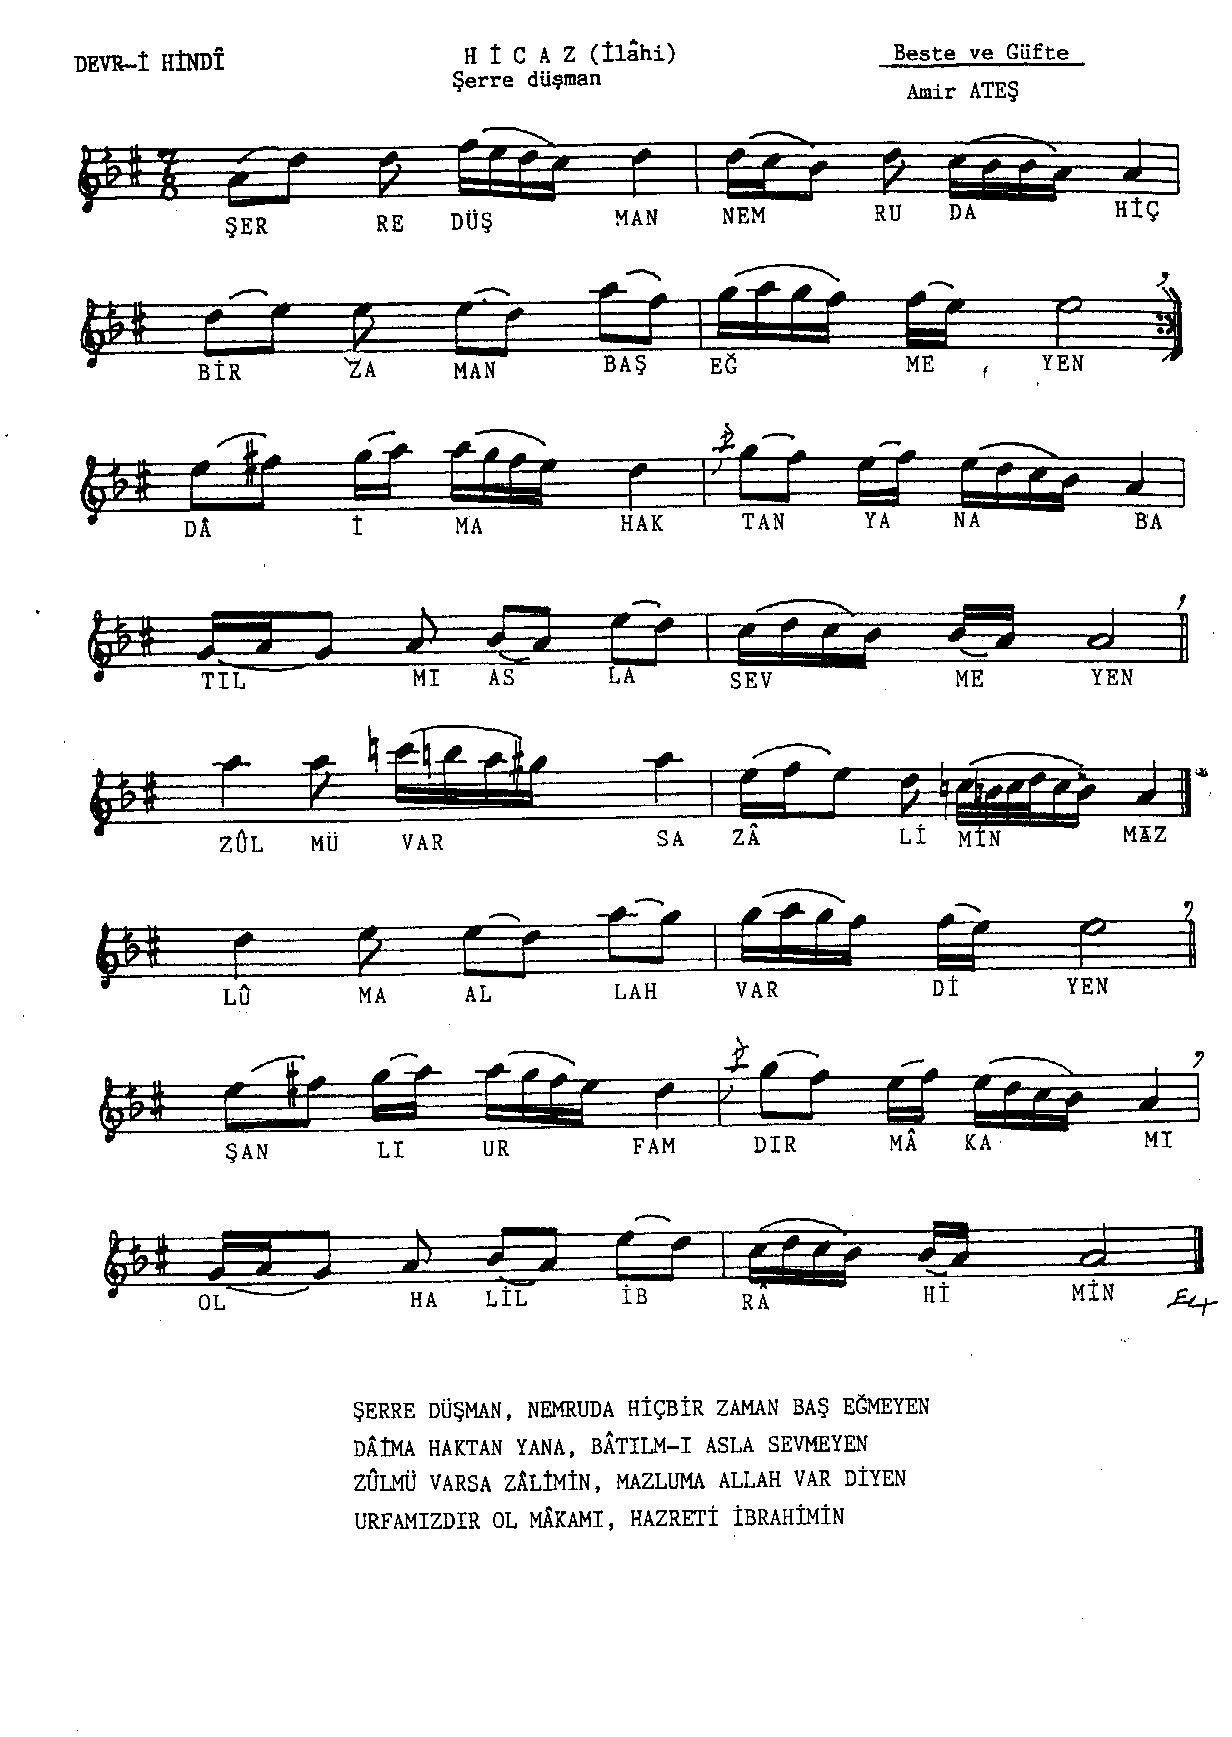 DEVR-İ HİNDÎ
H İ C A Z (İlâhi)
Şerre düşman
Beste ve Güfte
Amir ATEŞ
7
8
ŞER RE DÜŞ MAN NEM RU DA HİÇ
BİR ZA MAN BAŞ EĞ ME YEN
DÂ İ MA HAK TAN YA NA BA
TIL MI AS LA SEV ME YEN
ZÛL MÜ VAR SA ZÂ Lİ MİN MAZ
LÛ MA AL LAH VAR Dİ YEN
ŞAN LI UR FAM DIR MÂ KA MI
OL HA LİL İB RÂ Hİ MİN
ŞERRE DÜŞMAN, NEMRUDA HİÇBİR ZAMAN BAŞ EĞMEYEN
DÂİMA HAKTAN YANA, BÂTILM-I ASLA SEVMEYEN
ZÛLMÜ VARSA ZÂLİMİN, MAZLUMA ALLAH VAR DİYEN
URFAMIZDIR OL MÂKAMI, HAZRETİ İBRAHİMİN